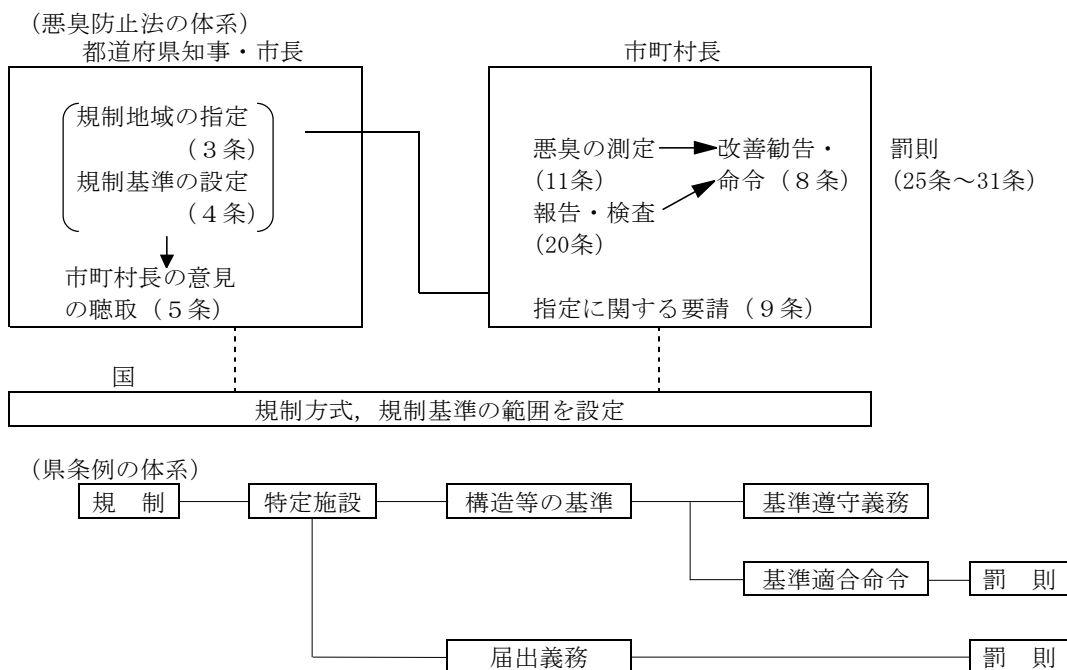 （悪臭防止法の体系）
都道府県知事・市長
規制地域の指定
（３条）
規制基準の設定
（４条）
市町村長の意見
の聴取（５条）
市町村長
悪臭の測定
(11条)
報告・検査
(20条)
改善勧告・
命令（８条）
指定に関する要請（９条）
罰則
(25条～31条)
国
規制方式，規制基準の範囲を設定
（県条例の体系）
規　制
特定施設
構造等の基準
基準遵守義務
基準適合命令
罰　則
届出義務
罰　則